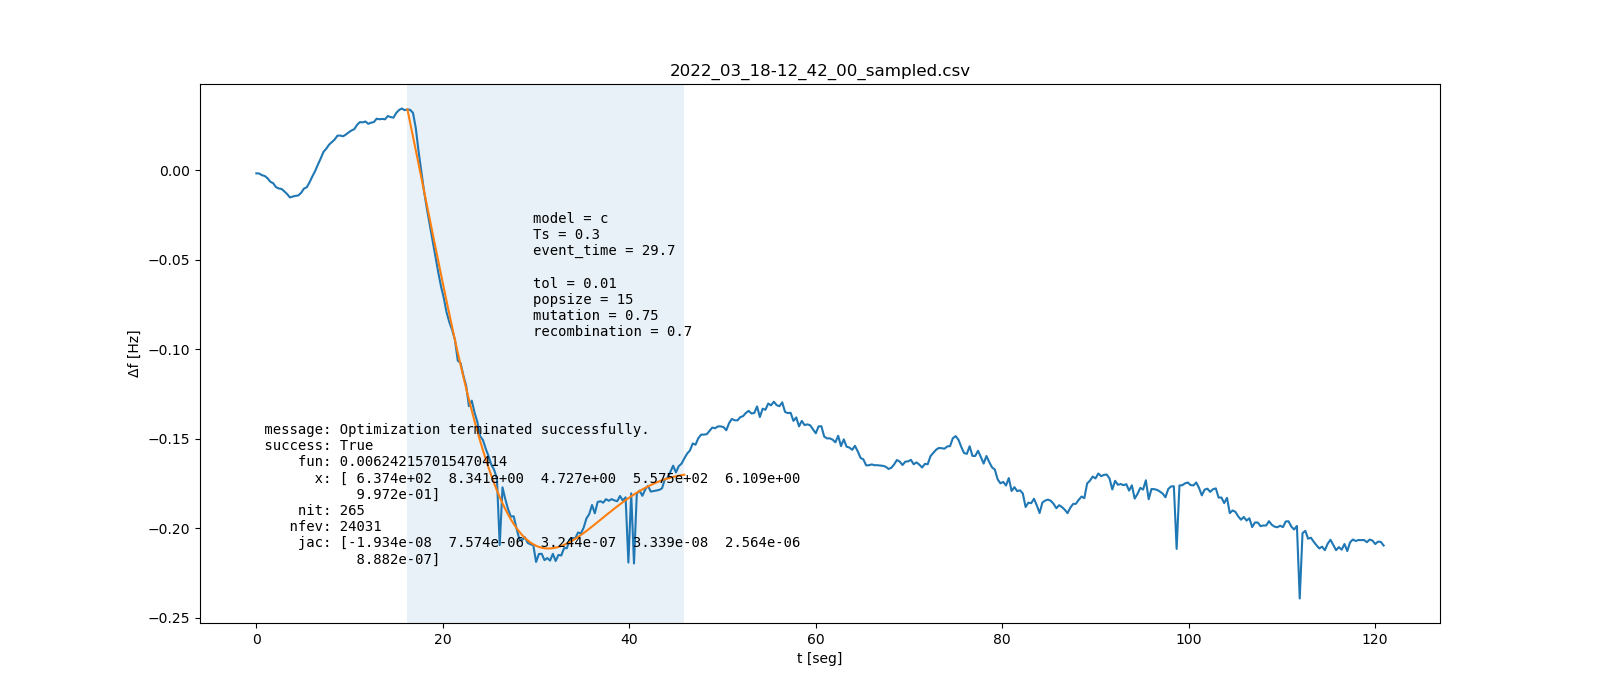 2022_03_18-12_42_00_sampled.csv
0.00
−0.05
−0.10
−0.15
−0.20
−0.25
Δf [Hz]
model = c
Ts = 0.3
event_time = 29.7
tol = 0.01
popsize = 15
mutation = 0.75
recombination = 0.7
message: Optimization terminated successfully.
success: True
fun: 0.006242157015470414
x: [ 6.374e+02  8.341e+00  4.727e+00  5.575e+02  6.109e+00
9.972e-01]
nit: 265
nfev: 24031
jac: [-1.934e-08  7.574e-06  3.244e-07  3.339e-08  2.564e-06
8.882e-07]
0 20 40 60 80 100 120
t [seg]